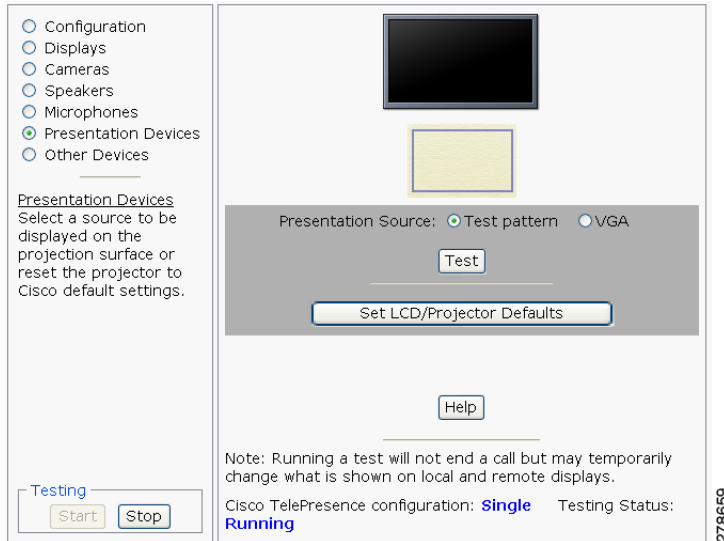 Configuration
Displays
Cameras
Speakers
Microphones
Presentation Devices
Other Devices
Presentation Devices
Select a source to be
displayed on the
projection surface or
reset the projector to
Cisco default settings.
Testing
Start Stop
Presentation Source: Test pattern VGA
Test
Set LCD/Projector Defaults
Help
Note: Running a test will not end a call but may temporarily
change what is shown on local and remote displays.
Cisco TelePresence configuration: Single Testing Status:
Running
278659